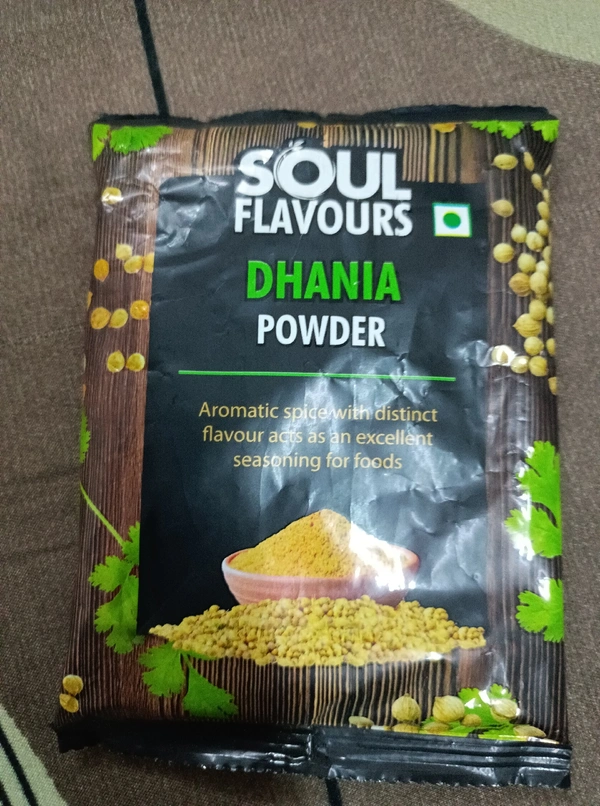 SOUL
FLAVOURS
DHANIA
POWDER
Aromatic spice with distinct
flavour acts as an excellent
seasoning for foods